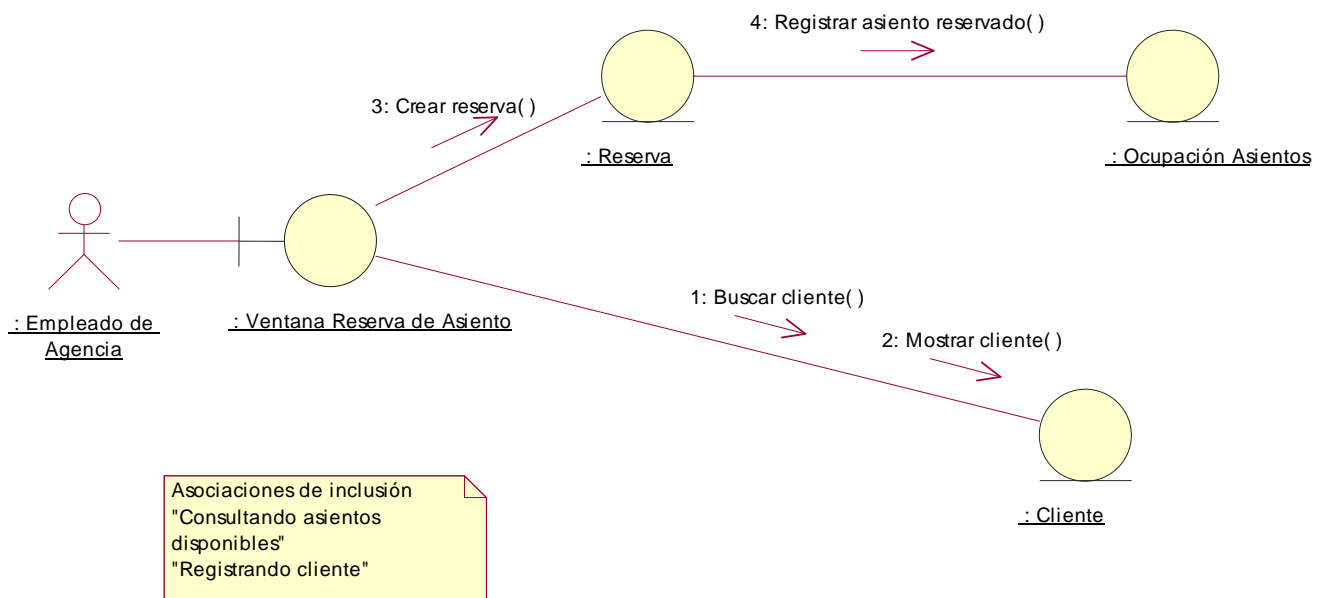 4: Registrar asiento reservado( )
3: Crear reserva( )
: Reserva
: Ocupación Asientos
: Empleado de
Agencia
: Ventana Reserva de Asiento
1: Buscar cliente( )
2: Mostrar cliente( )
: Cliente
Asociaciones de inclusión
"Consultando asientos
disponibles"
"Registrando cliente"